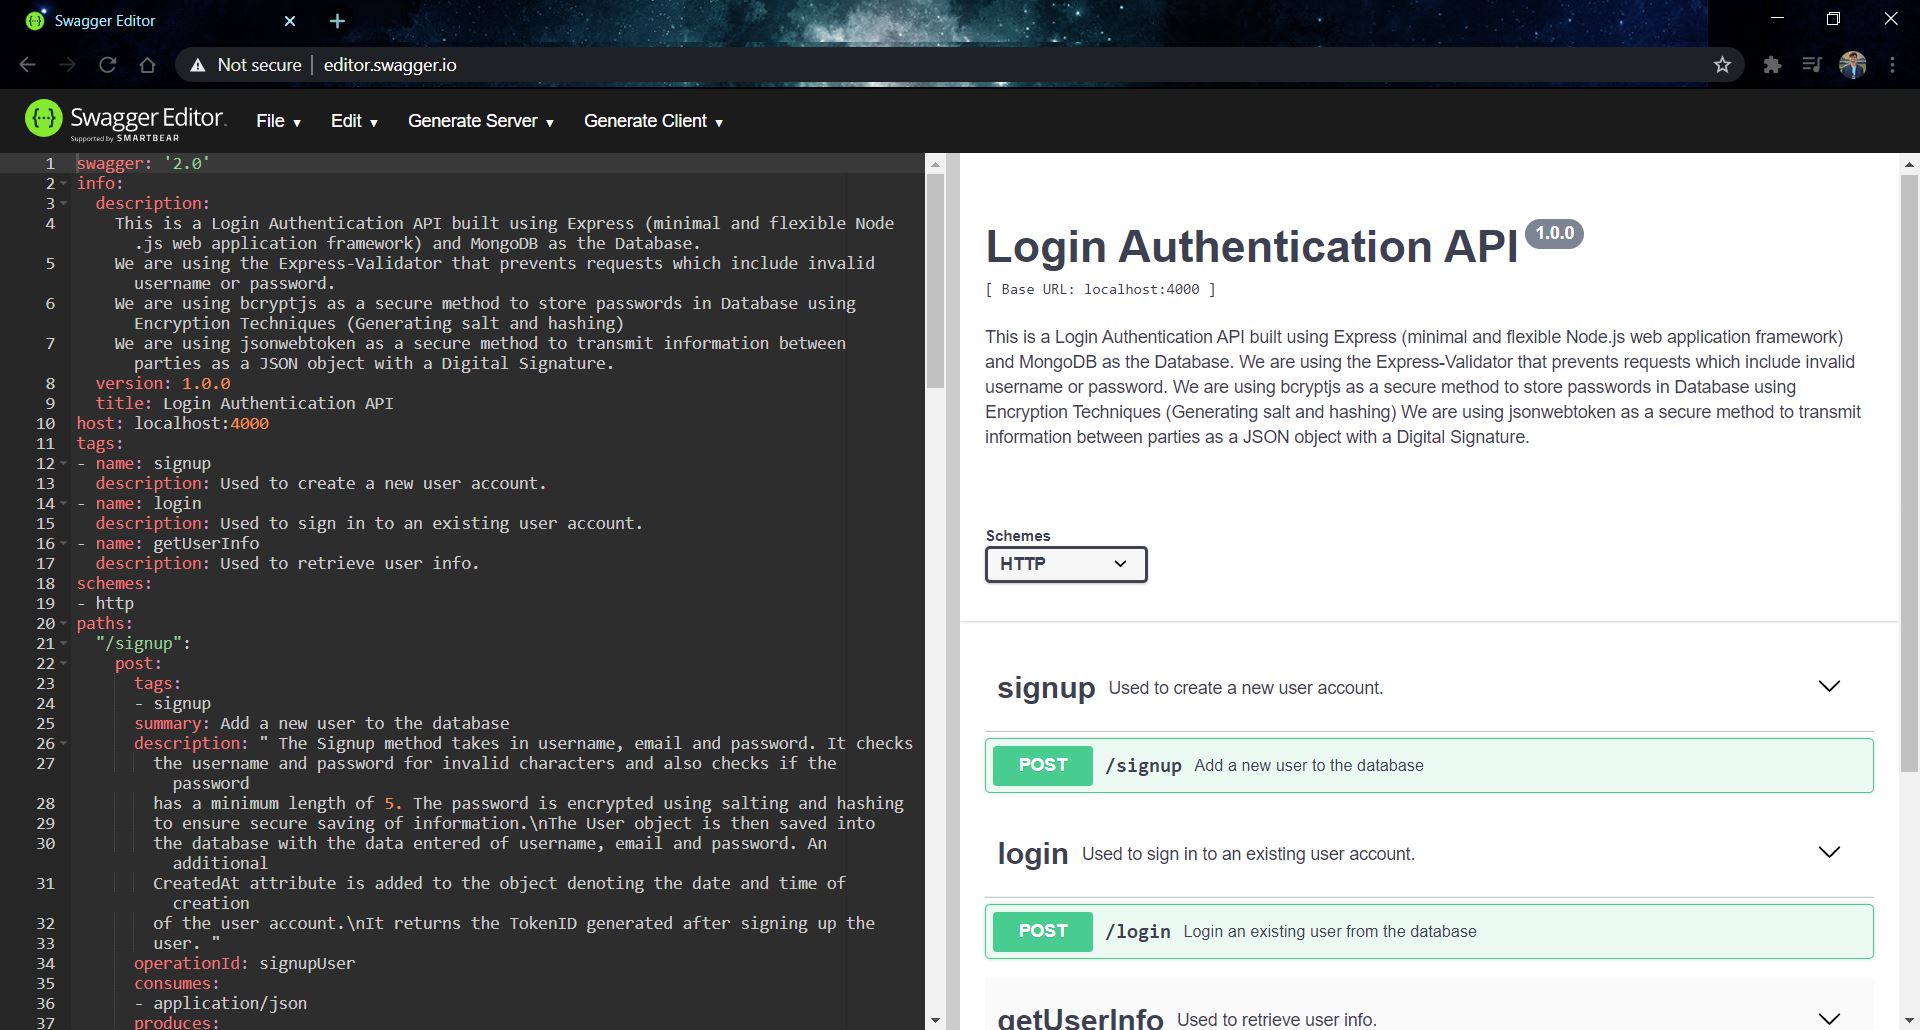 Swagger Editor
Not secure
editor.swagger.io
Swagger Editor.
Supported by SMARTBEAR
File
Edit
Generate Server
Generate Client
1 swagger: '2.0'
2 info:
3 description:
4 This is a Login Authentication API built using Express (minimal and flexible Node
.js web application framework) and MongoDB as the Database.
5 We are using the Express-Validator that prevents requests which include invalid
username or password.
6 We are using bcryptjs as a secure method to store passwords in Database using
Encryption Techniques (Generating salt and hashing)
7 We are using jsonwebtoken as a secure method to transmit information between
parties as a JSON object with a Digital Signature.
8 version: 1.0.0
9 title: Login Authentication API
10 host: localhost:4000
11 tags:
12 - name: signup
13 description: Used to create a new user account.
14 - name: login
15 description: Used to sign in to an existing user account.
16 - name: getUserInfo
17 description: Used to retrieve user info.
18 schemes:
19 - http
20 paths:
21 "/signup":
22 post:
23 tags:
24 - signup
25 summary: Add a new user to the database
26 description: " The Signup method takes in username, email and password. It checks
27 the username and password for invalid characters and also checks if the
password
28 has a minimum length of 5. The password is encrypted using salting and hashing
29 to ensure secure saving of information.\nThe User object is then saved into
30 the database with the data entered of username, email and password. An
additional
31 CreatedAt attribute is added to the object denoting the date and time of
creation
32 of the user account.\nIt returns the TokenID generated after signing up the
33 user. "
34 operationId: signupUser
35 consumes:
36 - application/json
37 produces:
Login Authentication API 1.0.0
[ Base URL: localhost:4000 ]
This is a Login Authentication API built using Express (minimal and flexible Node.js web application framework)
and MongoDB as the Database. We are using the Express-Validator that prevents requests which include invalid
username or password. We are using bcryptjs as a secure method to store passwords in Database using
Encryption Techniques (Generating salt and hashing) We are using jsonwebtoken as a secure method to transmit
information between parties as a JSON object with a Digital Signature.
Schemes
HTTP
signup Used to create a new user account.
POST /signup Add a new user to the database
login Used to sign in to an existing user account.
POST /login Login an existing user from the database
getUserInfo Used to retrieve user info.